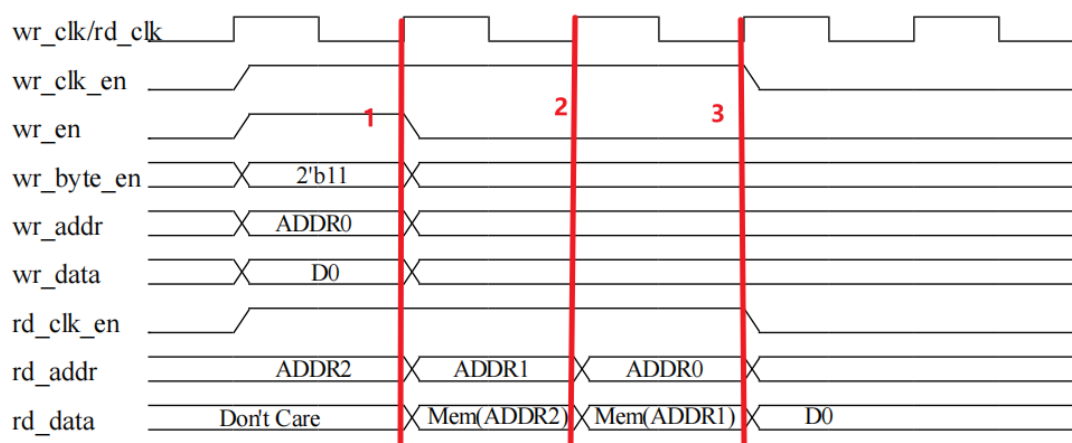 wr_clk/rd_clk
wr_clk_en
wr_en 1 2 3
wr_byte_en 2'b11
wr_addr ADDR0
wr_data D0
rd_clk_en
rd_addr ADDR2 ADDR1 ADDR0
rd_data Don't Care Mem(ADDR2) Mem(ADDR1) D0